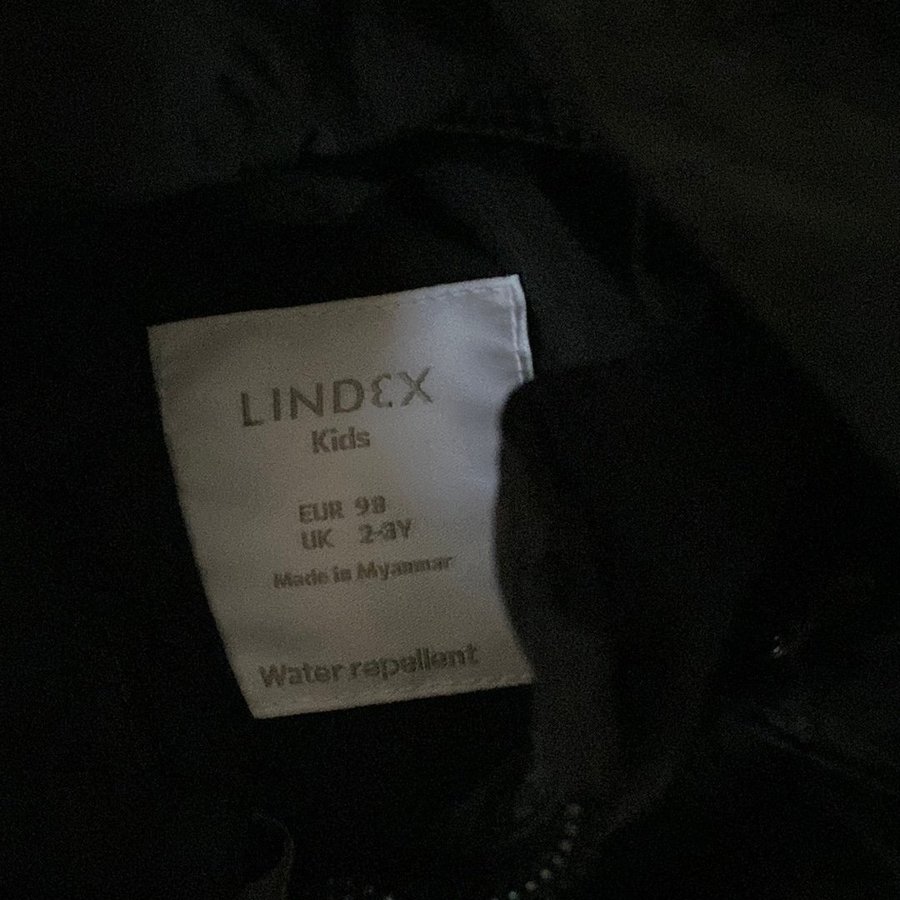 LINDEX
Kids
EUR 98
UK 2-3Y
Made in Myanmar
Water repellent